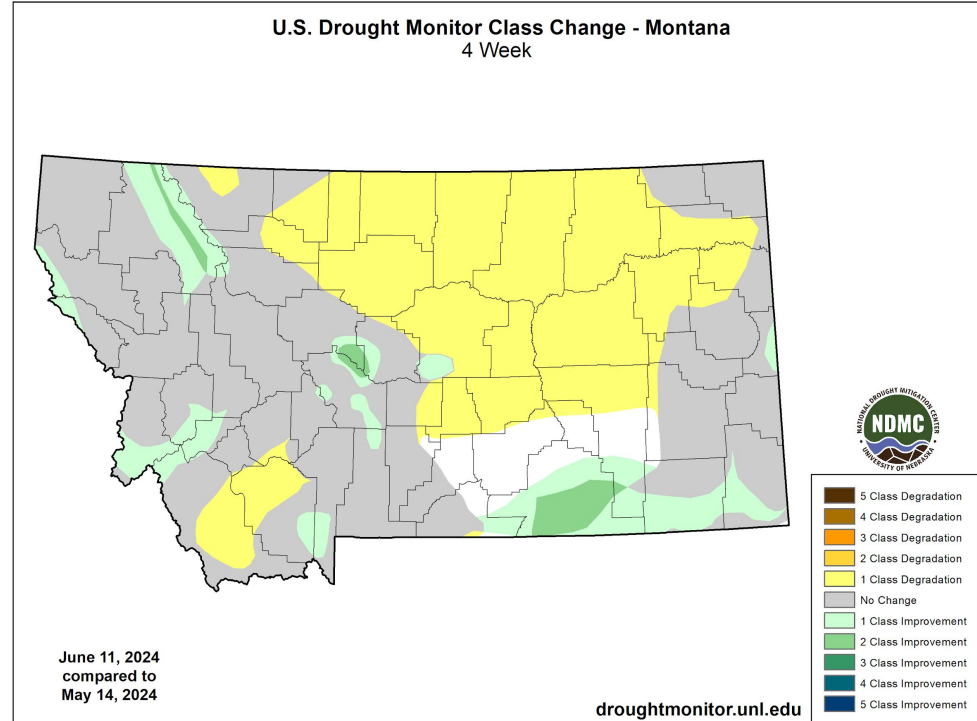 U.S. Drought Monitor Class Change - Montana
4 Week
NATIONAL DROUGHT MITIGATION CENTER
NDMC
UNIVERSITY OF NEBRASKA
5 Class Degradation
4 Class Degradation
3 Class Degradation
2 Class Degradation
1 Class Degradation
No Change
1 Class Improvement
2 Class Improvement
3 Class Improvement
4 Class Improvement
5 Class Improvement
June 11, 2024
compared to
May 14, 2024
droughtmonitor.unl.edu